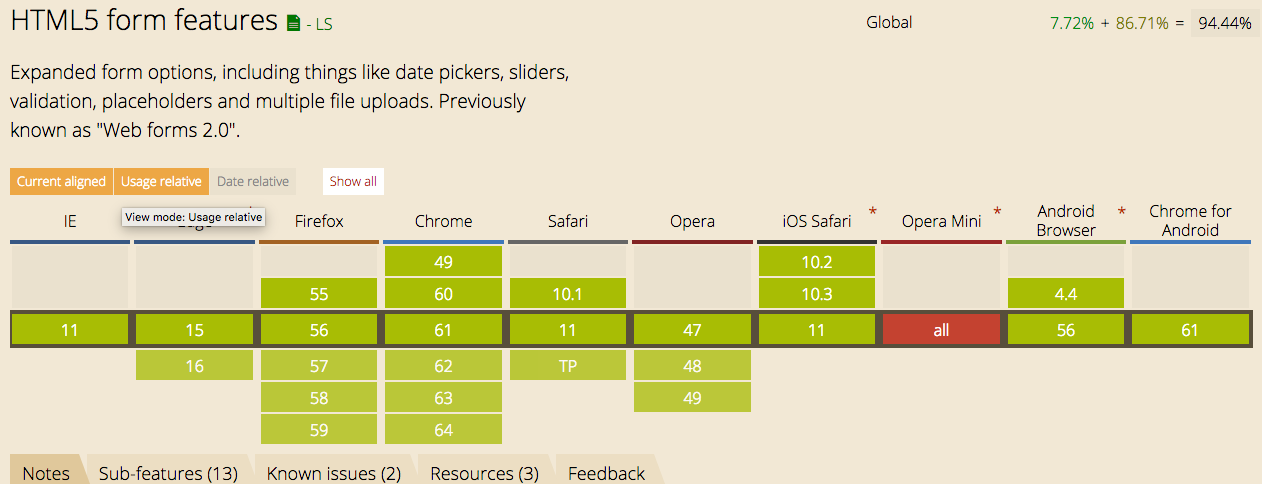 HTML5 form features - LS
Global 7.72% + 86.71% = 94.44%
Expanded form options, including things like date pickers, sliders,
validation, placeholders and multiple file uploads. Previously
known as "Web forms 2.0".
Current aligned Usage relative Date relative Show all
View mode: Usage relative
IE Firefox Chrome Safari Opera iOS Safari * Opera Mini * Android Browser * Chrome for Android
49 10.2
55 60 10.1 10.3 4.4
11 15 56 61 11 47 11 all 56 61
16 57 62 TP 48
58 63 49
59 64
Notes Sub-features (13) Known issues (2) Resources (3) Feedback